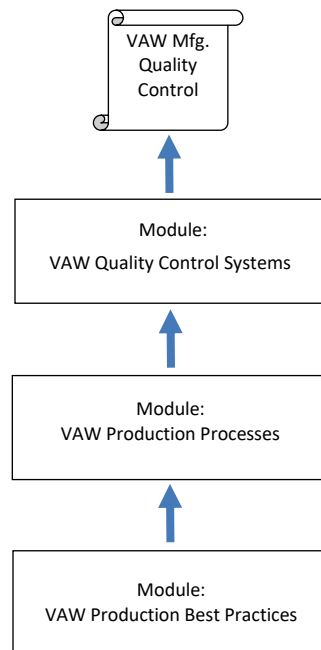 VAW Mfg.
Quality
Control
Module:
VAW Quality Control Systems
Module:
VAW Production Processes
Module:
VAW Production Best Practices